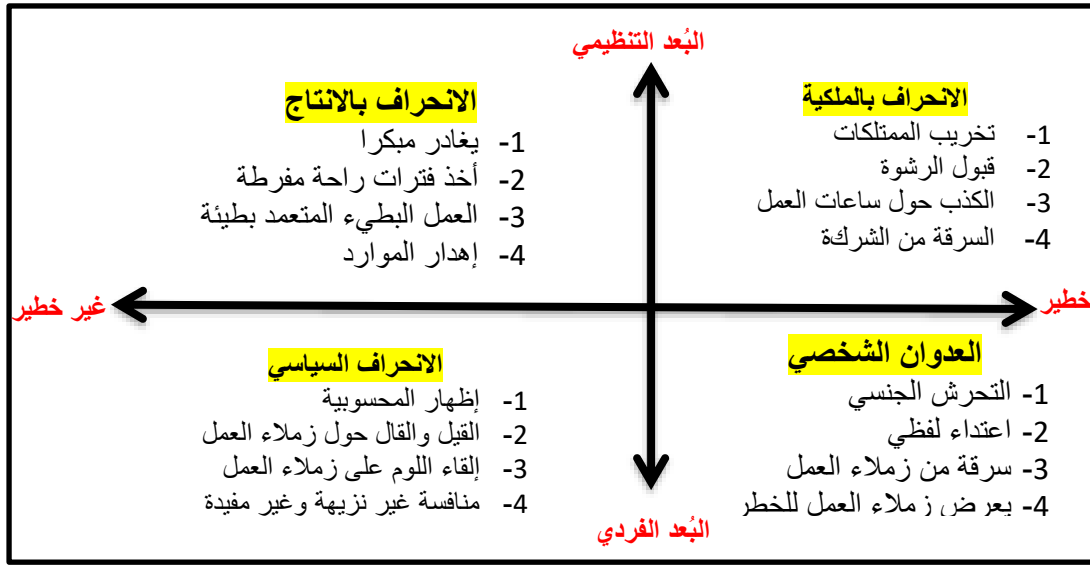 البُعد التنظيمي
الانحراف بالملكية
1- تخريب الممتلكات
2- قبول الرشوة
3- الكذب حول ساعات العمل
4- السرقة من الشركة
الانحراف بالانتاج
1- يغادر مبكرا
2- أخذ فترات راحة مفرطة
3- العمل البطيء المتعمد بطيئة
4- إهدار الموارد
خطير
غير خطير
العدوان الشخصي
1- التحرش الجنسي
2- اعتداء لفظي
3- سرقة من زملاء العمل
4- يعرض زملاء العمل للخطر
الانحراف السياسي
1- إظهار المحسوبية
2- القيل والقال حول زملاء العمل
3- إلقاء اللوم على زملاء العمل
4- منافسة غير نزيهة وغير مفيدة
البُعد الفردي